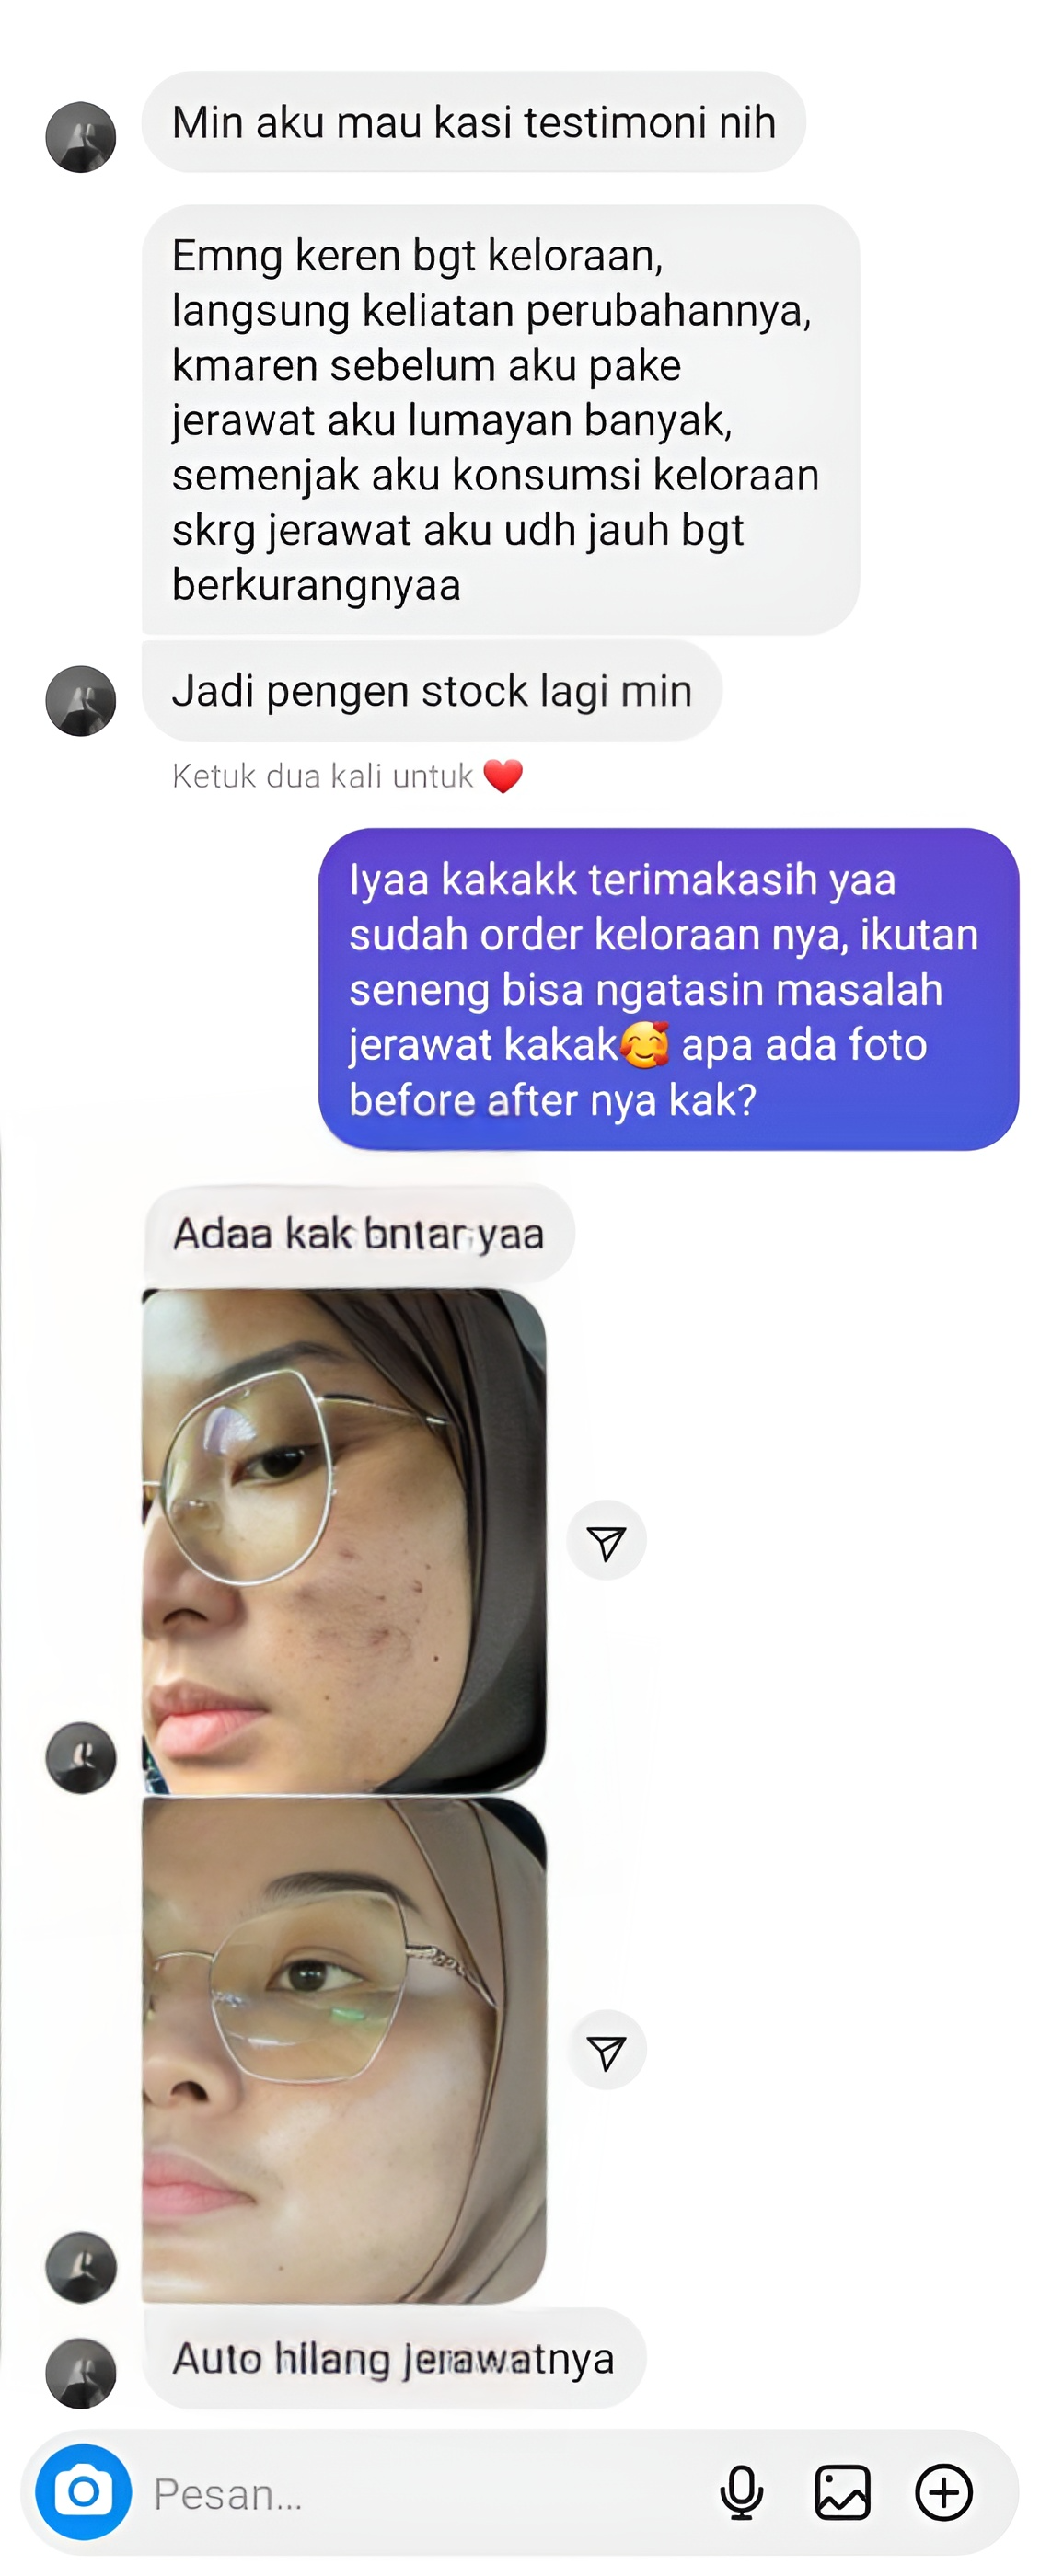 Min aku mau kasi testimoni nih
Emng keren bgt keloraan,
langsung keliatan perubahannya,
kmaren sebelum aku pake
jerawat aku lumayan banyak,
semenjak aku konsumsi keloraan
skrg jerawat aku udh jauh bgt
berkurangnyaa
Jadi pengen stock lagi min
Ketuk dua kali untuk ❤️
Iyaa kakakk terimakasih yaa
sudah order keloraan nya, ikutan
seneng bisa ngatasin masalah
jerawat kakak🥰 apa ada foto
before after nya kak?
Adaa kak bntar yaa
Auto hilang jerawatnya
Pesan...